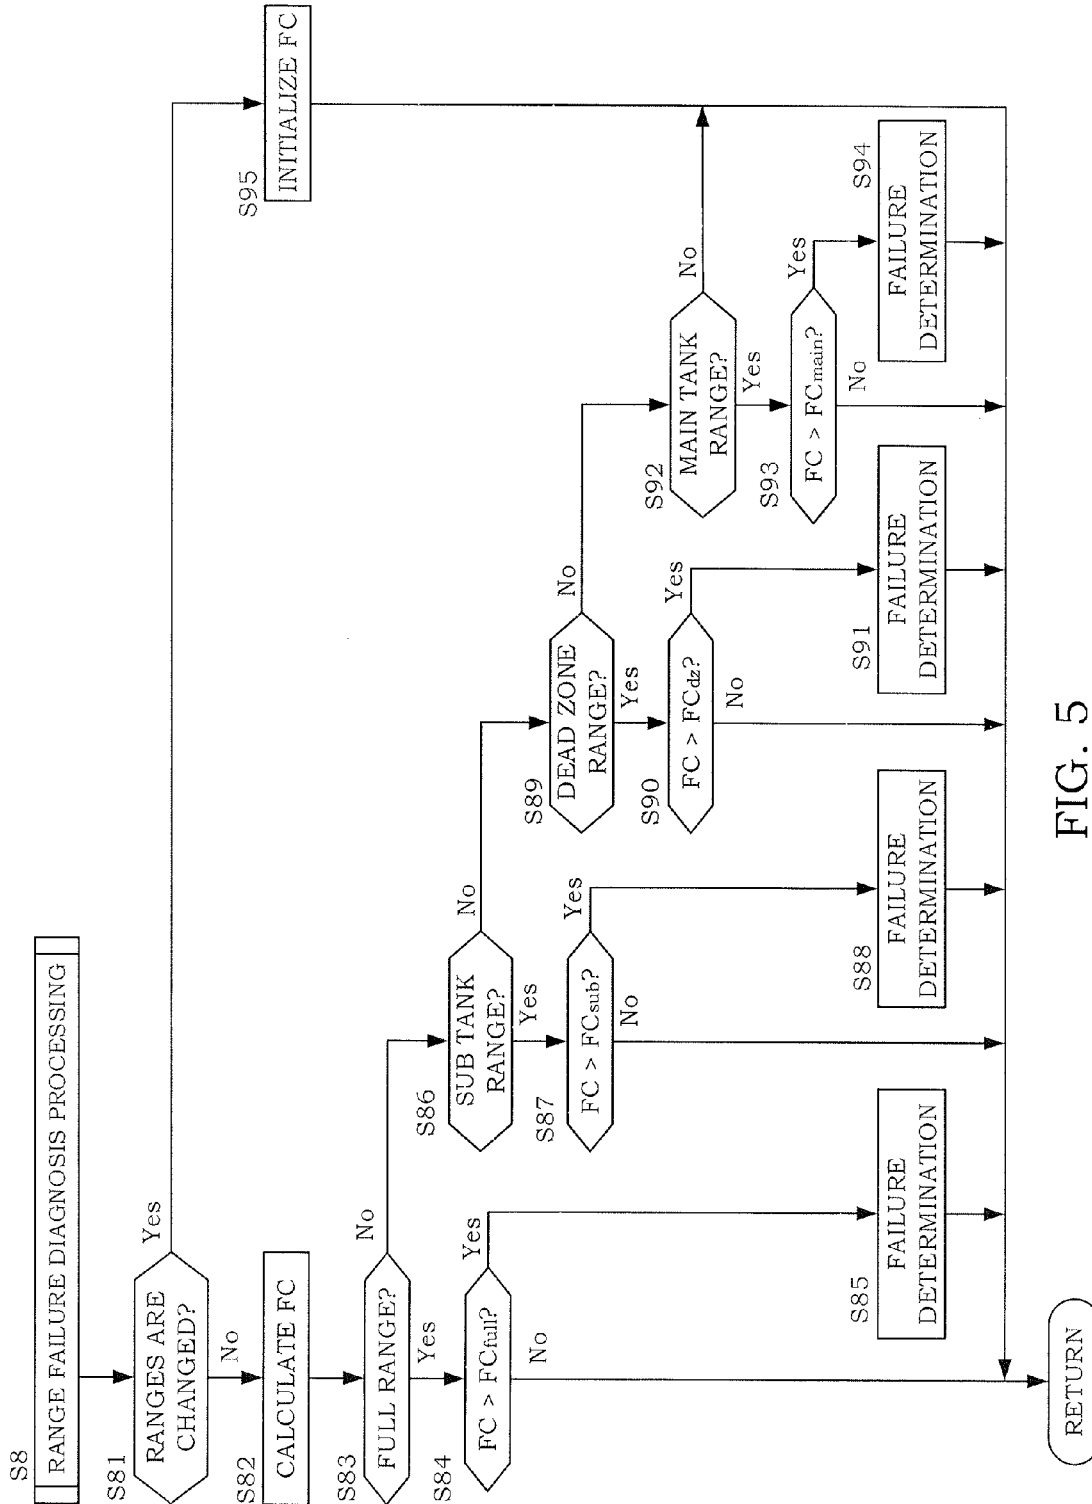 S8
RANGE FAILURE DIAGNOSIS PROCESSING
S81
RANGES ARE
CHANGED?
Yes
No
S82
CALCULATE FC
S83
FULL RANGE?
No
Yes
S84
FC > FCfull?
Yes
No
S85
FAILURE
DETERMINATION
S86
SUB TANK
RANGE?
No
Yes
S87
FC > FCsub?
Yes
No
S88
FAILURE
DETERMINATION
S89
DEAD ZONE
RANGE?
No
Yes
S90
FC > FCdz?
Yes
No
S91
FAILURE
DETERMINATION
S92
MAIN TANK
RANGE?
No
Yes
S93
FC > FCmain?
Yes
No
S94
FAILURE
DETERMINATION
S95
INITIALIZE FC
RETURN
FIG. 5